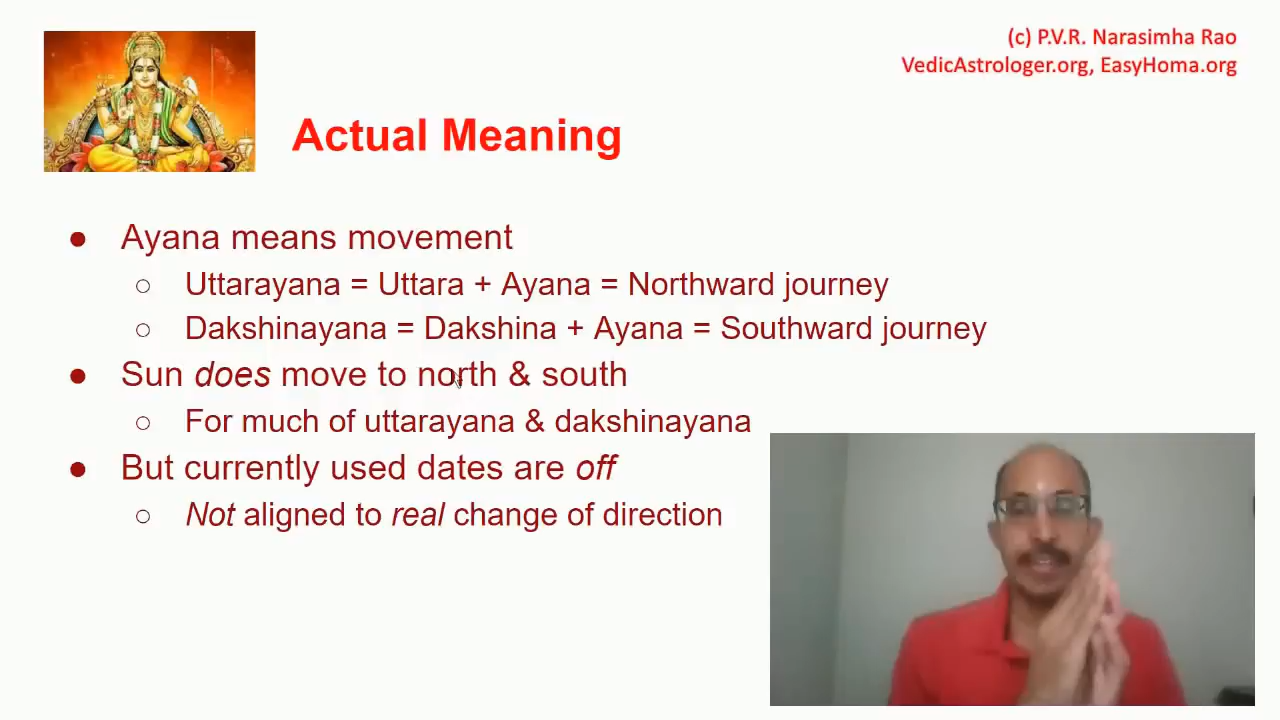 (c) P.V.R. Narasimha Rao
VedicAstrologer.org, EasyHoma.org
Actual Meaning
● Ayana means movement
○ Uttarayana = Uttara + Ayana = Northward journey
○ Dakshinayana = Dakshina + Ayana = Southward journey
● Sun does move to north & south
○ For much of uttarayana & dakshinayana
● But currently used dates are off
○ Not aligned to real change of direction